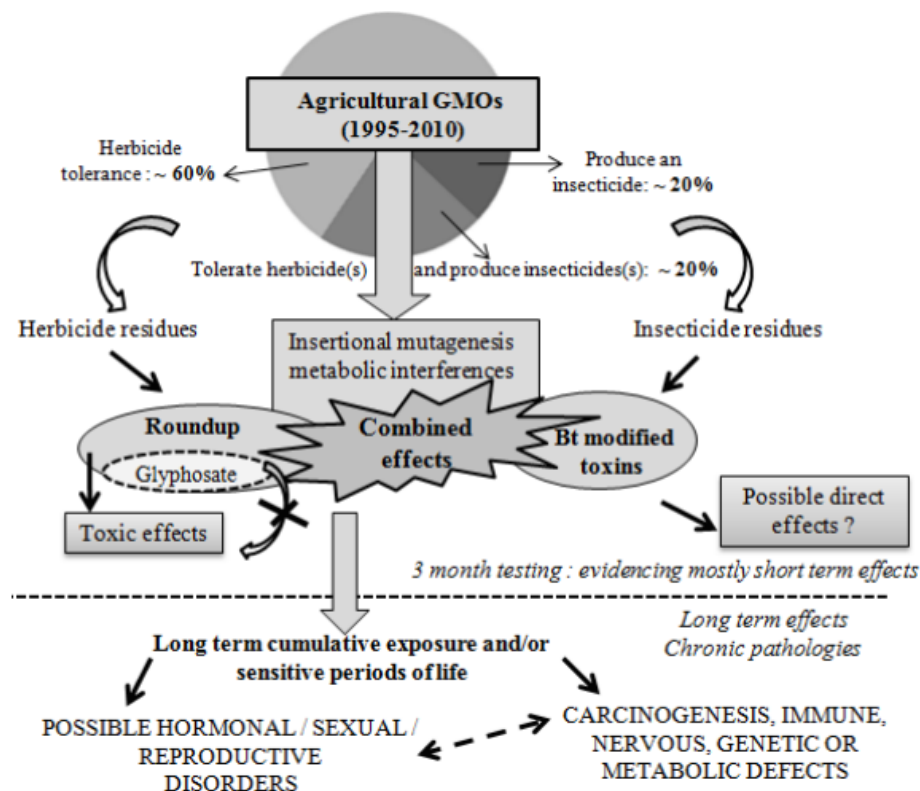 Agricultural GMOs
(1995-2010)
Herbicide
tolerance : ~ 60%
Produce an
insecticide: ~ 20%
Tolerate herbicide(s)
and produce insecticides(s): ~ 20%
Herbicide residues
Insecticide residues
Insertional mutagenesis
metabolic interferences
Roundup
Glyphosate
Combined
effects
Bt modified
toxins
Toxic effects
Possible direct
effects ?
3 month testing : evidencing mostly short term effects
Long term effects
Chronic pathologies
Long term cumulative exposure and/or
sensitive periods of life
POSSIBLE HORMONAL / SEXUAL /
REPRODUCTIVE
DISORDERS
CARCINOGENESIS, IMMUNE,
NERVOUS, GENETIC OR
METABOLIC DEFECTS